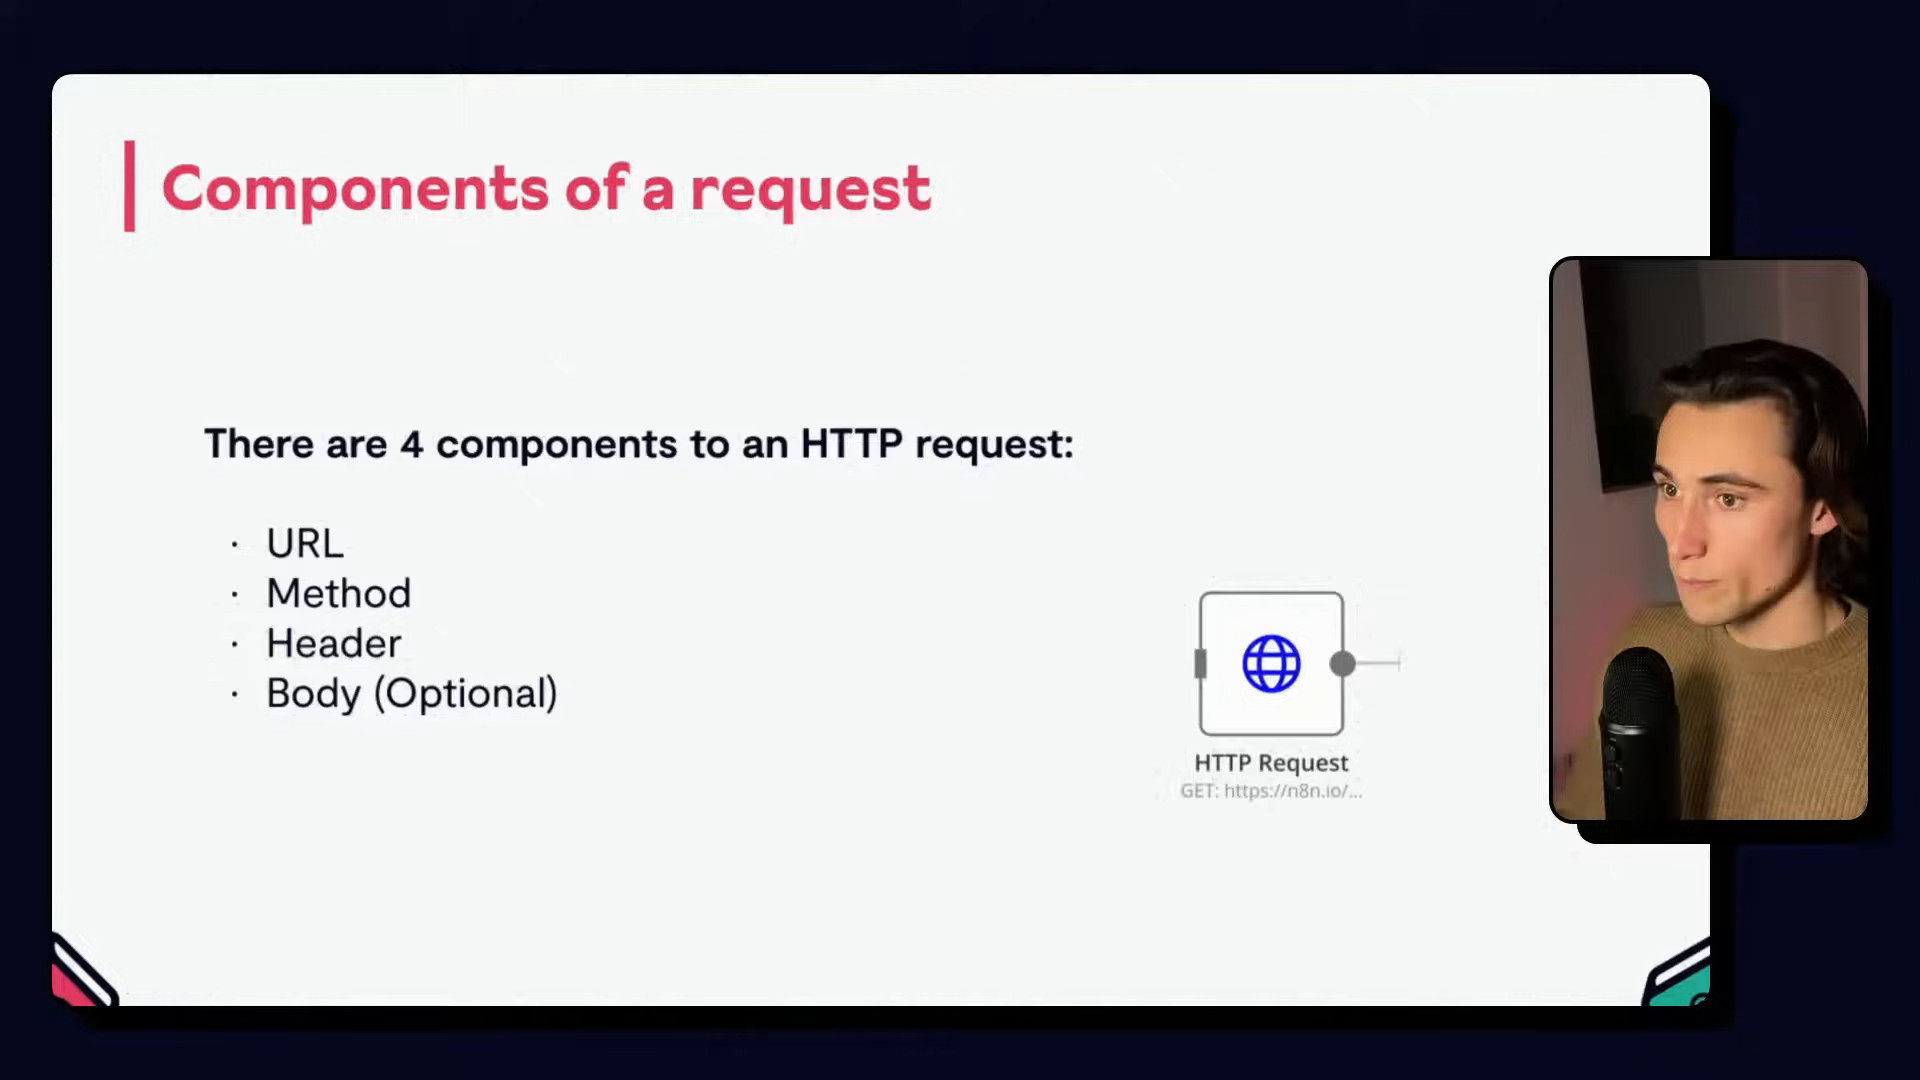 Components of a request
There are 4 components to an HTTP request:
· URL
· Method
· Header
· Body (Optional)
HTTP Request
GET: https://n8n.io/...